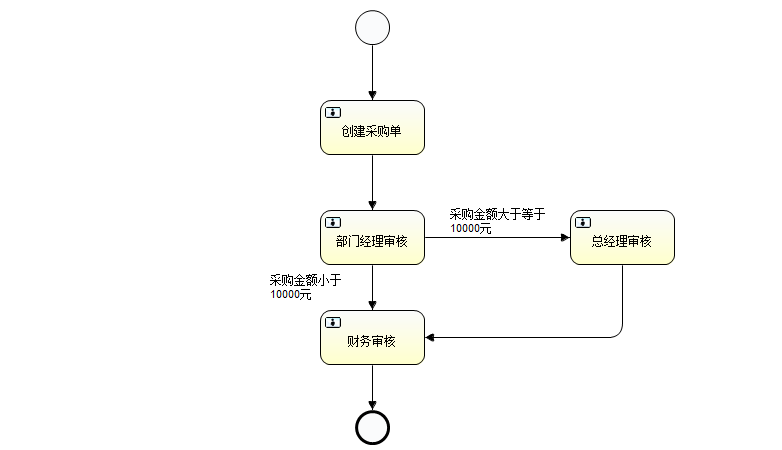 创建采购单
采购金额大于等于
10000元
部门经理审核
总经理审核
采购金额小于
10000元
财务审核